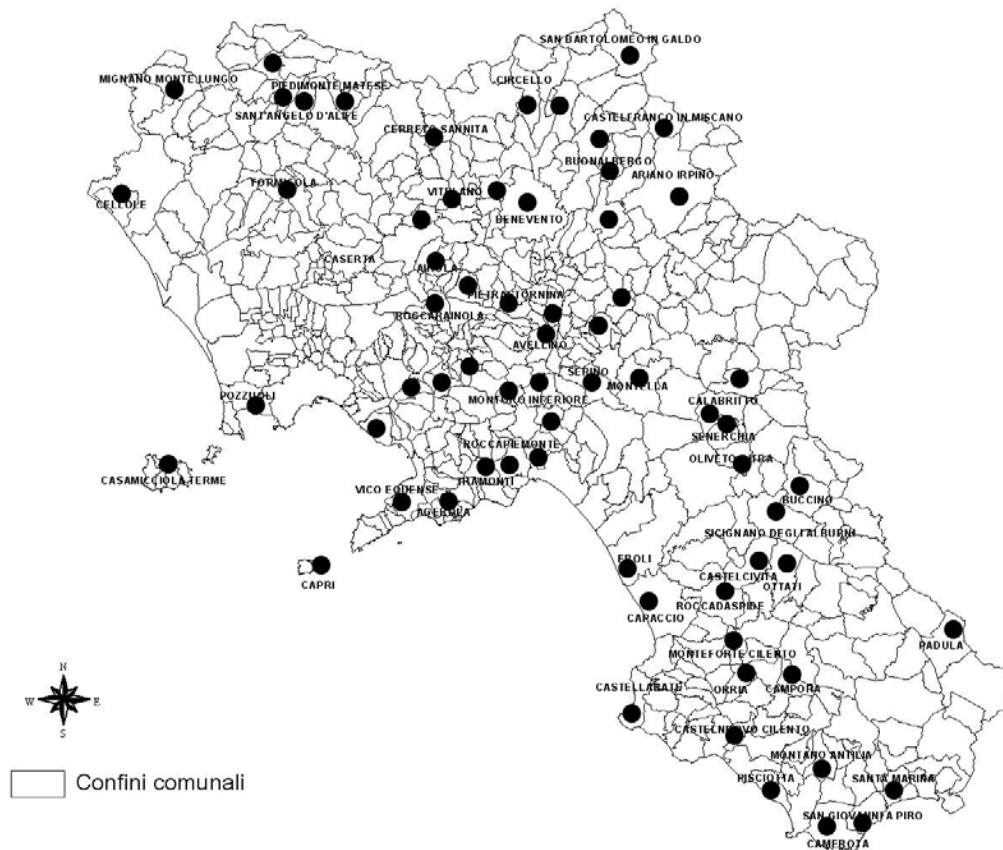 SAN BARTOLOMEO IN GALDO
MIGNANO MONTE LUNGO
PIEDIMONTE MATESE
CIRCELLO
SANT'ANGELO D'ALIFE
CASTELFRANCO IN MISCANO
CERRETO SANNITA
BUONALBERGO
ARIANO IRPINO
FORMICOLA
VITULANO
CELLOLE
BENEVENTO
CASERTA
AIROLA
PIETRASTORNINA
ROCCARAINOLA
AVELLINO
SERINO
MONTELLA
POZZUOLI
MONTORO INFERIORE
CALABRITTO
SENERCHIA
ROCCAPIEMONTE
OLIVETO CITRA
CASAMICCIOLA TERME
TRAMONTI
VICO EQUENSE
AGEROLA
BUCCINO
SICIGNANO DEGLI ALBURNI
EBOLI
CASTELCIVITA
OTTATI
CAPRI
ROCCADASPIDE
CAPACCIO
PADULA
MONTEFORTE CILENTO
N
W E
S
CASTELLABATE
ORRIA
CAMPORA
CASTELNUOVO CILENTO
MONTANO ANTILIA
Confini comunali
PISCIOTTA
SANTA MARINA
SAN GIOVANNI A PIRO
CAMEROTA